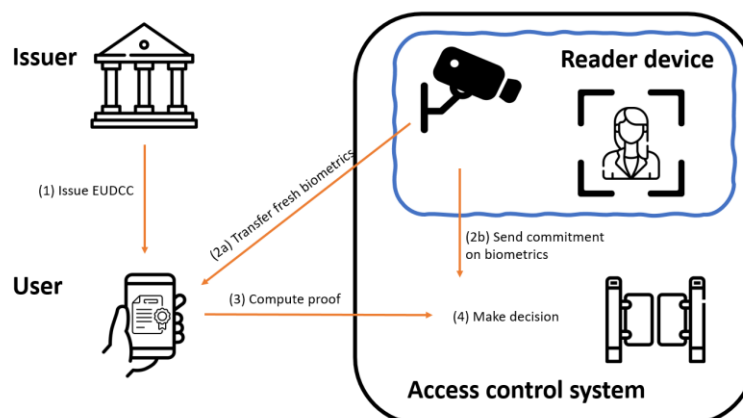 Issuer
Reader device
(1) Issue EUDCC
(2a) Transfer fresh biometrics
(2b) Send commitment
on biometrics
User
(3) Compute proof
(4) Make decision
Access control system